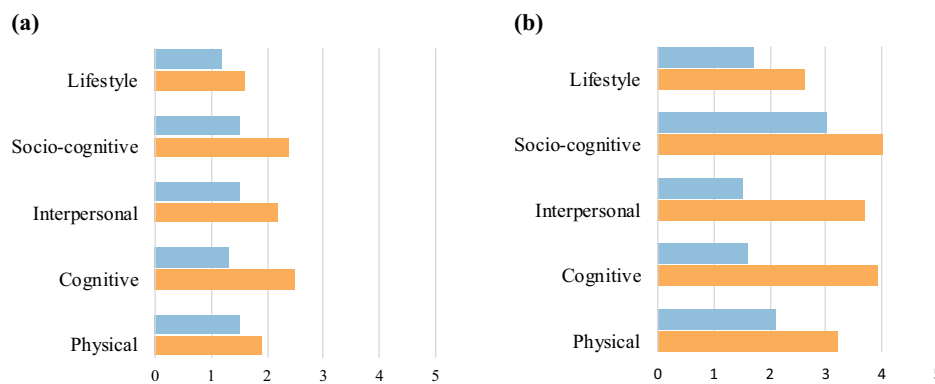 (a)
Lifestyle
Socio-cognitive
Interpersonal
Cognitive
Physical
0 1 2 3 4 5
(b)
Lifestyle
Socio-cognitive
Interpersonal
Cognitive
Physical
0 1 2 3 4